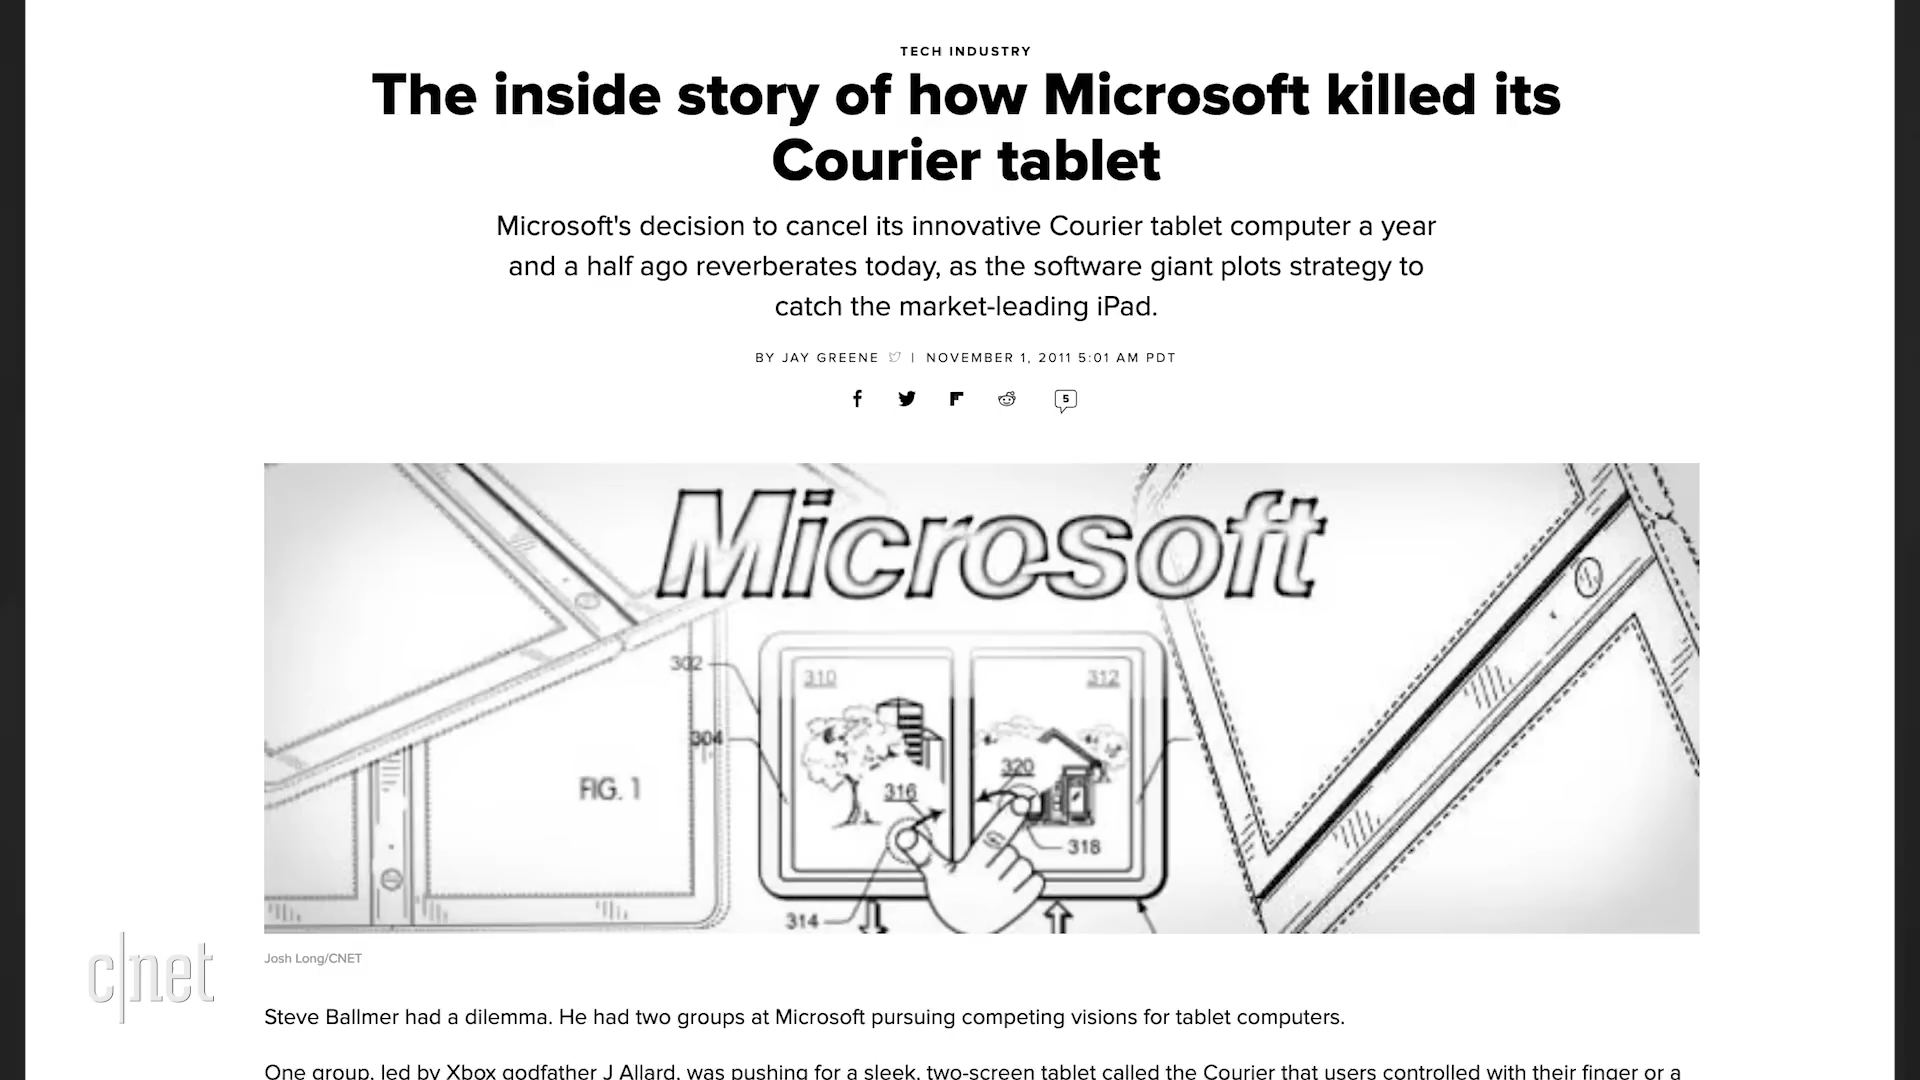 TECH INDUSTRY
The inside story of how Microsoft killed its
Courier tablet
Microsoft's decision to cancel its innovative Courier tablet computer a year
and a half ago reverberates today, as the software giant plots strategy to
catch the market-leading iPad.
BY JAY GREENE | NOVEMBER 1, 2011 5:01 AM PDT
5
Microsoft
302
310
312
304
FIG. 1
316
320
318
314
c|net
Josh Long/CNET
Steve Ballmer had a dilemma. He had two groups at Microsoft pursuing competing visions for tablet computers.
One group, led by Xbox godfather J Allard, was pushing for a sleek, two-screen tablet called the Courier that users controlled with their finger or a